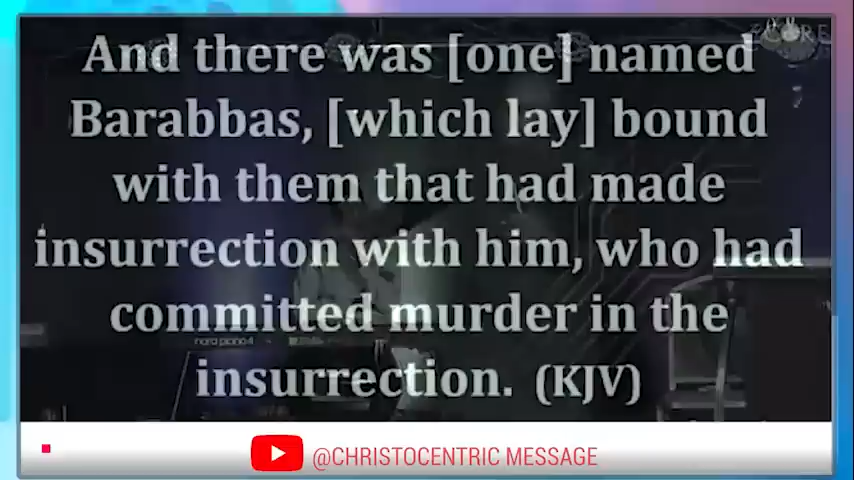 CORE
And there was [one] named
Barabbas, [which lay] bound
with them that had made
insurrection with him, who had
committed murder in the
nord piano 4
insurrection. (KJV)
@CHRISTOCENTRIC MESSAGE